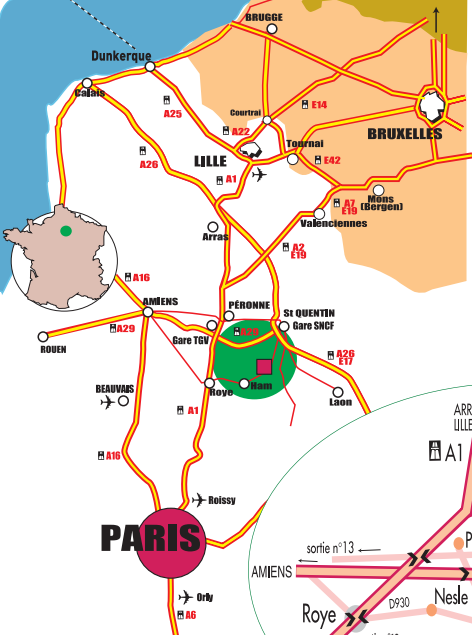 BRUGGE
Dunkerque
Calais
A25
E14
Courtrai
A22
BRUXELLES
Tournai
A26
LILLE
E42
A1
Mons
(Bergen)
A7
E19
Valenciennes
Arras
A2
E19
A16
AMIENS
PÉRONNE
St QUENTIN
Gare SNCF
A29
Gare TGV
ROUEN
A26
E17
BEAUVAIS
Roye
Ham
Laon
A1
A16
Roissy
PARIS
Orly
A6
ARR
LILLE
A1
sortie n°13
P
AMIENS
D930
Nesle
Roye